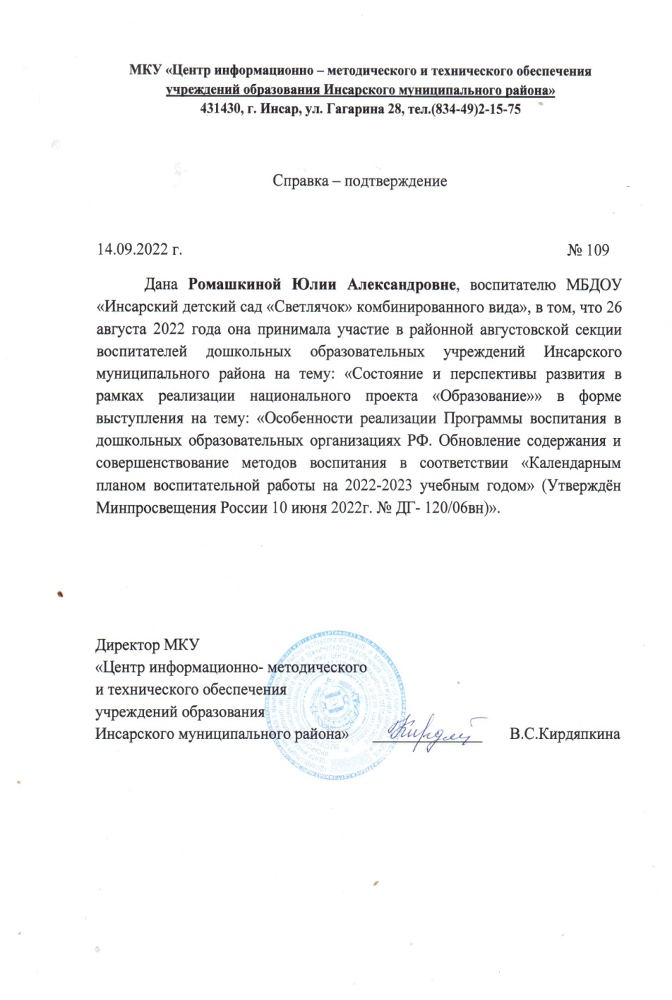 МКУ «Центр информационно – методического и технического обеспечения
учреждений образования Инсарского муниципального района»
431430, г. Инсар, ул. Гагарина 28, тел.(834-49)2-15-75
Справка – подтверждение
14.09.2022 г. № 109
Дана Ромашкиной Юлии Александровне, воспитателю МБДОУ
«Инсарский детский сад «Светлячок» комбинированного вида», в том, что 26
августа 2022 года она принимала участие в районной августовской секции
воспитателей дошкольных образовательных учреждений Инсарского
муниципального района на тему: «Состояние и перспективы развития в
рамках реализации национального проекта «Образование»» в форме
выступления на тему: «Особенности реализации Программы воспитания в
дошкольных образовательных организациях РФ. Обновление содержания и
совершенствование методов воспитания в соответствии «Календарным
планом воспитательной работы на 2022-2023 учебным годом» (Утверждён
Минпросвещения России 10 июня 2022г. № ДГ- 120/06вн)».
Директор МКУ
«Центр информационно- методического
и технического обеспечения
учреждений образования
Инсарского муниципального района» В.С.Кирдяпкина